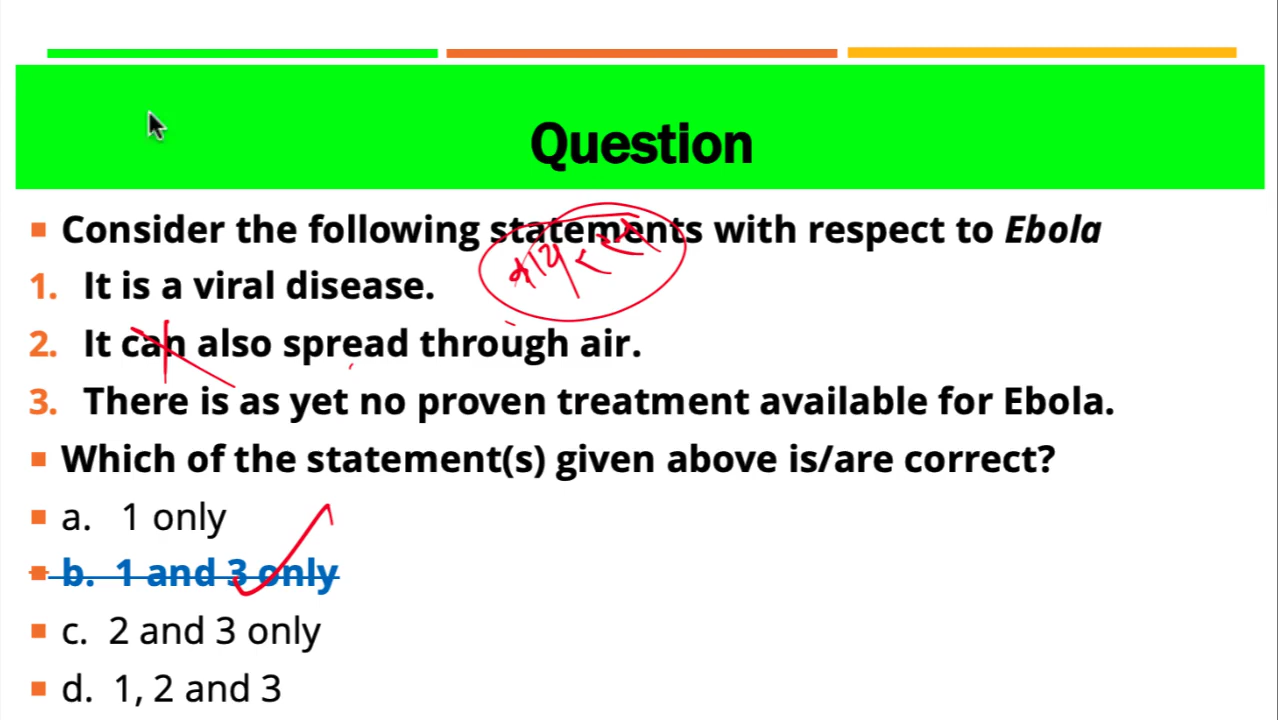 Question
Consider the following statements with respect to Ebola
1. It is a viral disease.
2. It can also spread through air.
3. There is as yet no proven treatment available for Ebola.
Which of the statement(s) given above is/are correct?
a. 1 only
b. 1 and 3 only
c. 2 and 3 only
d. 1, 2 and 3